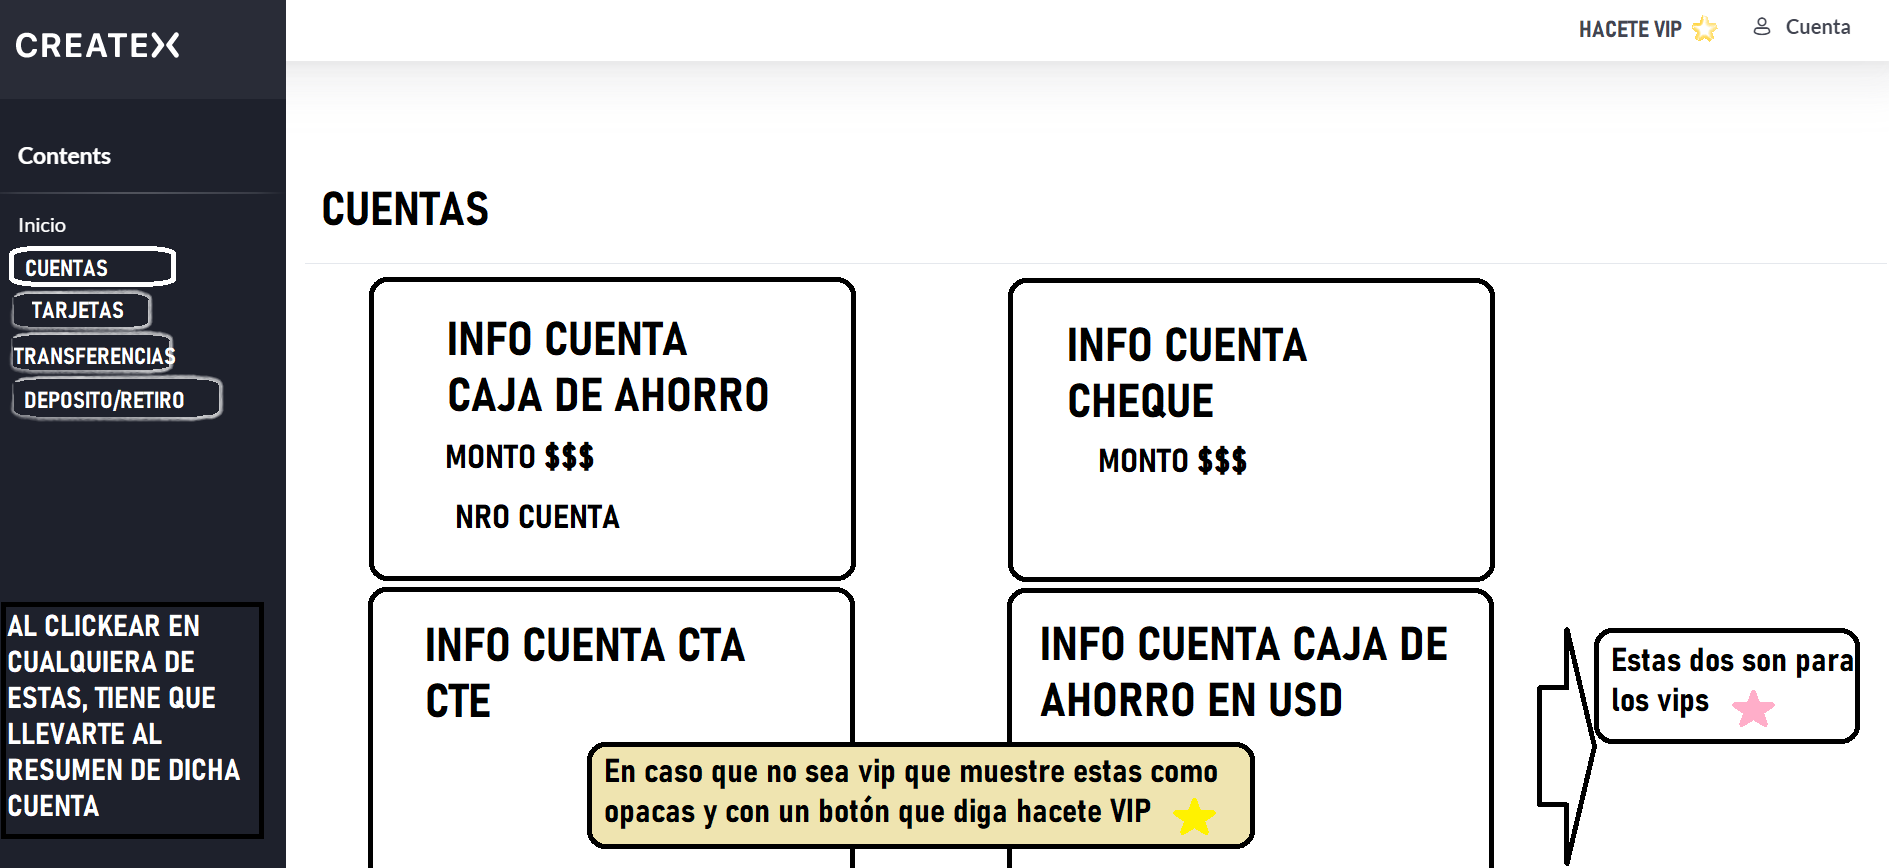 CREATEX
HACETE VIP
Cuenta
Contents
Inicio
CUENTAS
TARJETAS
TRANSFERENCIAS
DEPOSITO/RETIRO
AL CLICKEAR EN
CUALQUIERA DE
ESTAS, TIENE QUE
LLEVARTE AL
RESUMEN DE DICHA
CUENTA
CUENTAS
INFO CUENTA
CAJA DE AHORRO
MONTO $$$
NRO CUENTA
INFO CUENTA
CHEQUE
MONTO $$$
INFO CUENTA CTA
CTE
INFO CUENTA CAJA DE
AHORRO EN USD
En caso que no sea vip que muestre estas como
opacas y con un botón que diga hacete VIP
Estas dos son para
los vips